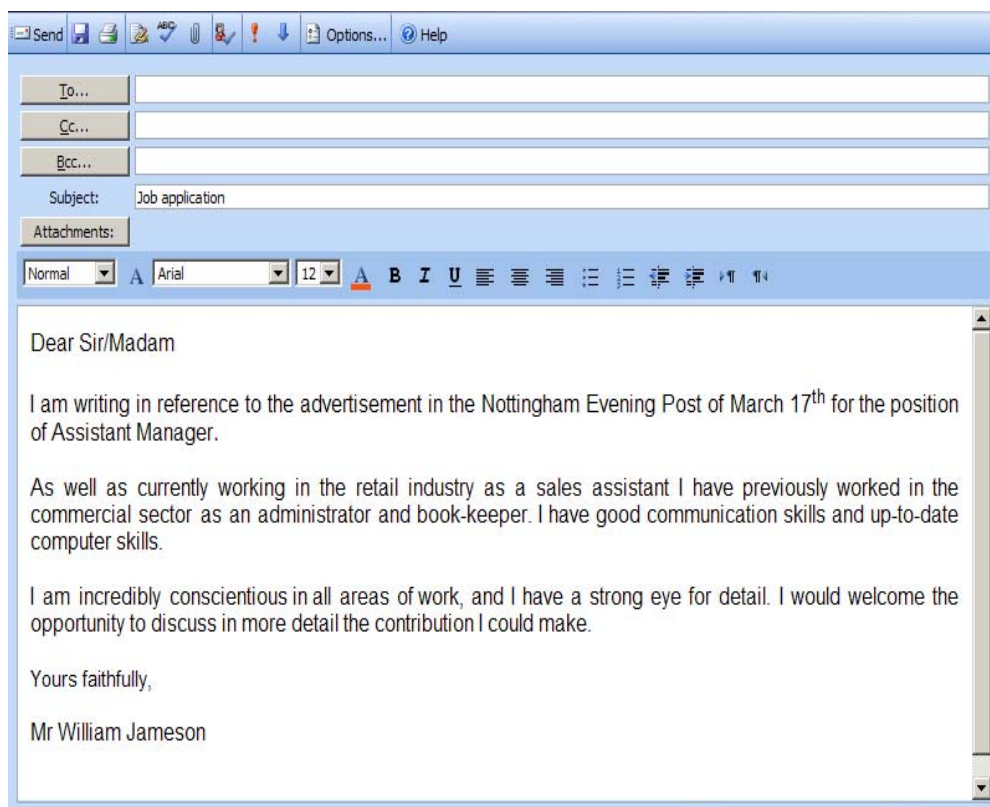 Send ABC Options... Help
To...
Cc...
Bcc...
Subject: Job application
Attachments:
Normal A Arial 12 A B I U
Dear Sir/Madam
I am writing in reference to the advertisement in the Nottingham Evening Post of March 17th for the position
of Assistant Manager.
As well as currently working in the retail industry as a sales assistant I have previously worked in the
commercial sector as an administrator and book-keeper. I have good communication skills and up-to-date
computer skills.
I am incredibly conscientious in all areas of work, and I have a strong eye for detail. I would welcome the
opportunity to discuss in more detail the contribution I could make.
Yours faithfully,
Mr William Jameson